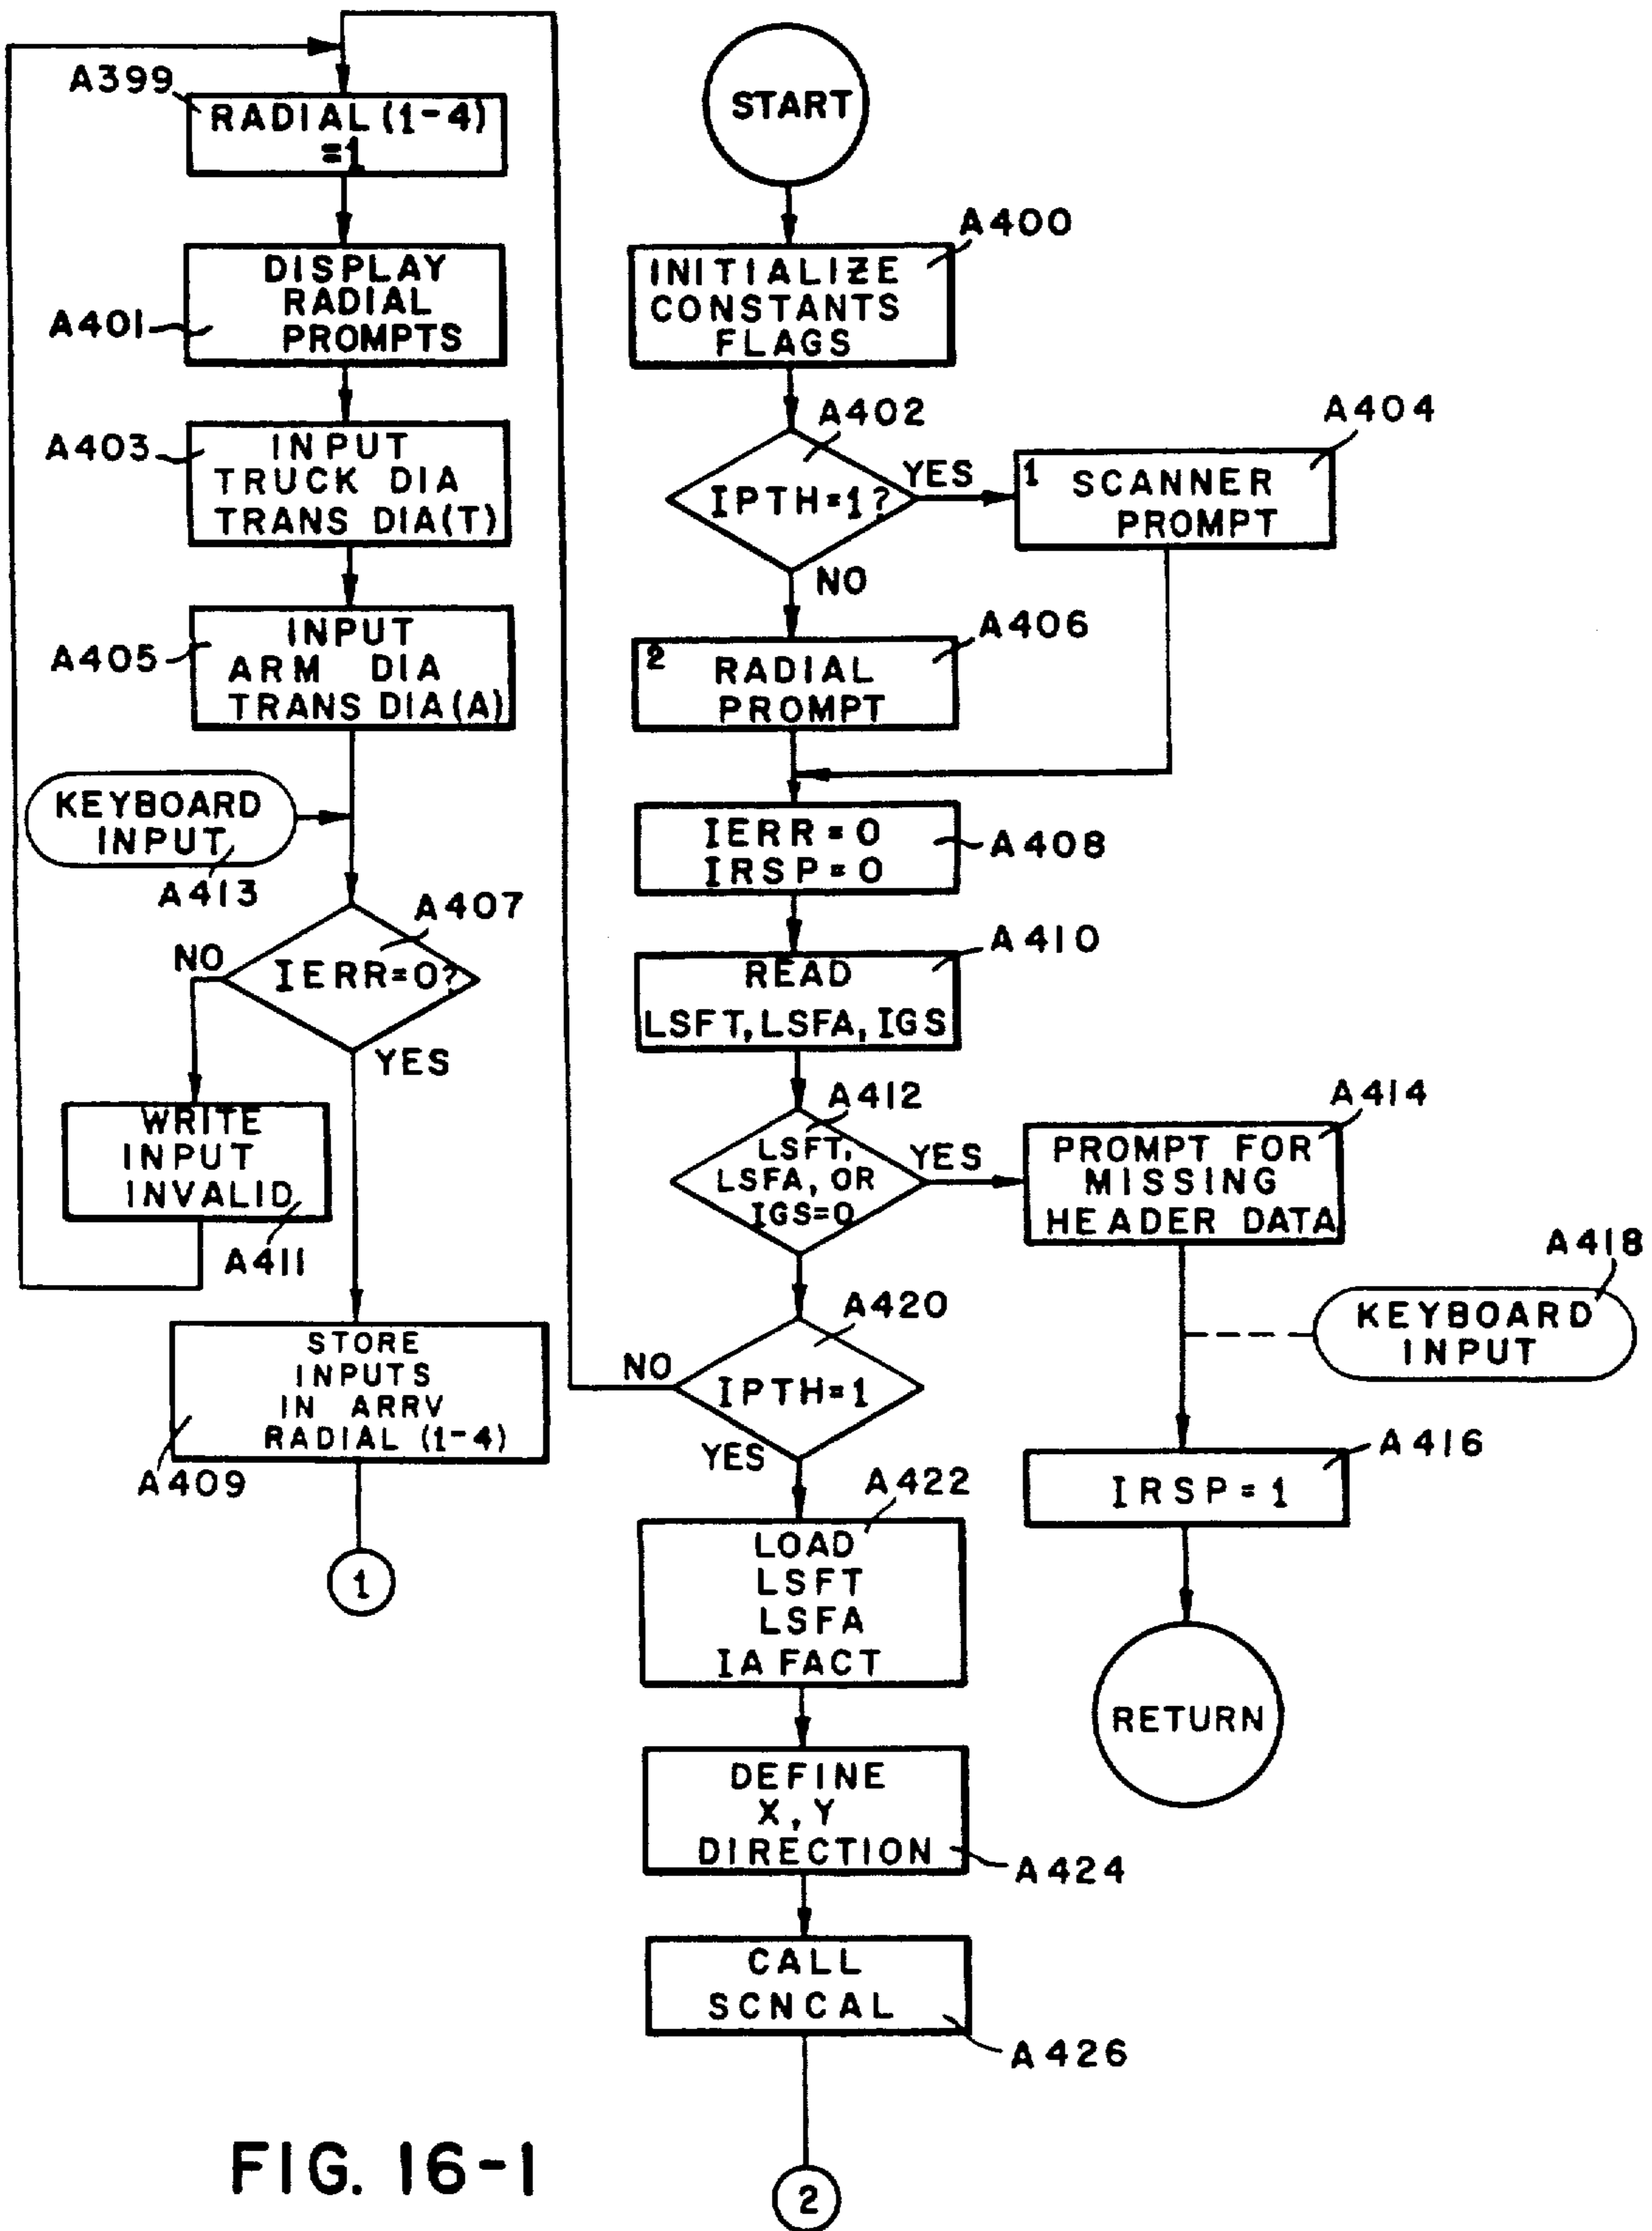 A399
RADIAL (1-4)
=1
DISPLAY
RADIAL
PROMPTS
A401
INPUT
TRUCK DIA
TRANS DIA(T)
A403
INPUT
ARM DIA
TRANS DIA(A)
A405
KEYBOARD
INPUT
A413
A407
IERR=0?
NO
YES
WRITE
INPUT
INVALID
A411
STORE
INPUTS
IN ARRV
RADIAL (1-4)
A409
1
START
A400
INITIALIZE
CONSTANTS
FLAGS
A402
IPTH=1?
YES
NO
A404
1 SCANNER
PROMPT
A406
2 RADIAL
PROMPT
IERR=0
IRSP=0
A408
A410
READ
LSFT, LSFA, IGS
A412
LSFT,
LSFA, OR
IGS=0
YES
A414
PROMPT FOR
MISSING
HEADER DATA
A418
KEYBOARD
INPUT
A416
IRSP=1
RETURN
A420
IPTH=1
NO
YES
A422
LOAD
LSFT
LSFA
IAFACT
DEFINE
X, Y
DIRECTION
A424
CALL
SCNCAL
A426
2
FIG. 16-1